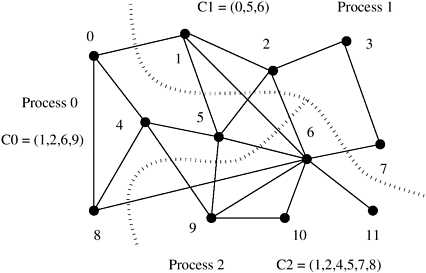 C1 = (0,5,6) Process 1
0
1
2
3
Process 0
4
5
6
C0 = (1,2,6,9)
7
8
9
10
11
Process 2
C2 = (1,2,4,5,7,8)